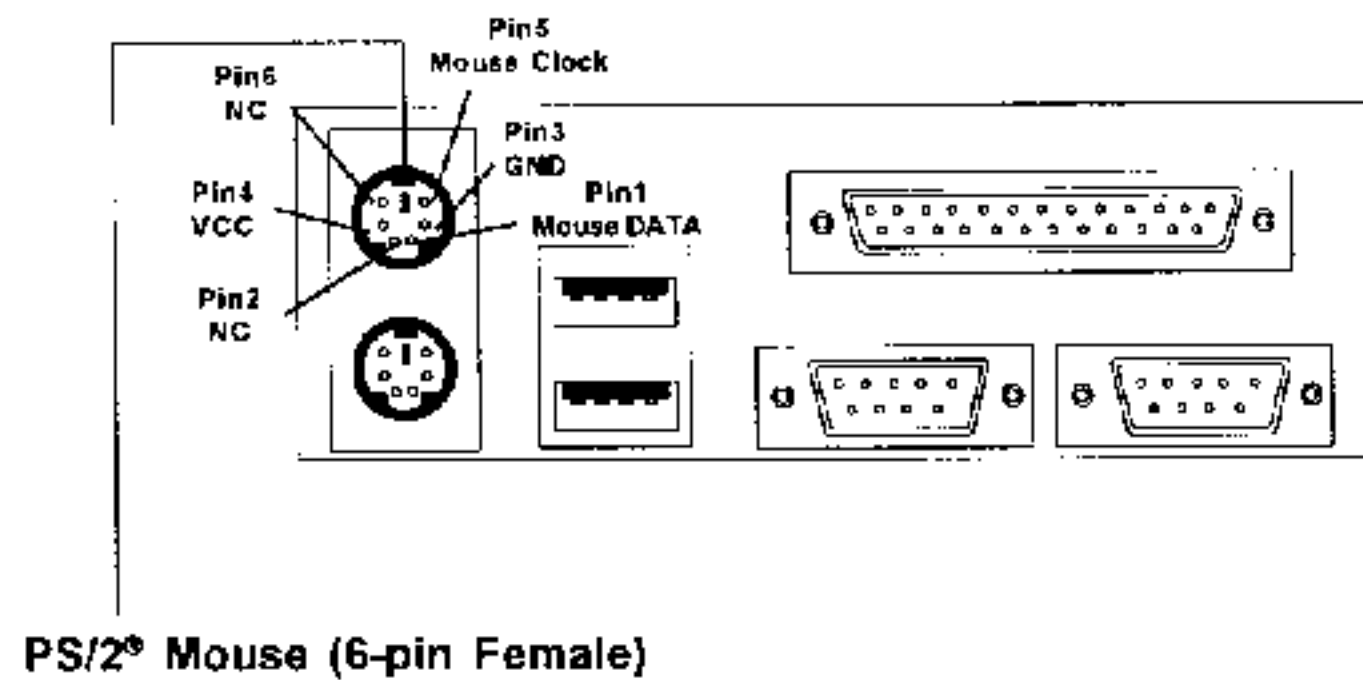 Pin5
Mouse Clock
Pin6
NC
Pin3
GND
Pin4
VCC
Pin1
Mouse DATA
Pin2
NC
PS/2® Mouse (6-pin Female)